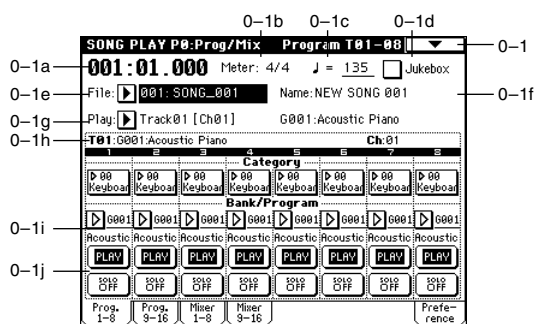 0–1b 0–1c 0–1d
SONG PLAY P0:Prog/Mix Program T01–08
0–1
0–1a 001:01.000 Meter: 4/4 ♩ = 135 Jukebox
0–1e File: 001: SONG_001 Name: NEW SONG 001 0–1f
0–1g Play: Track01 [Ch01] G001:Acoustic Piano
0–1h T01:G001:Acoustic Piano Ch:01
1 2 3 4 5 6 7 8
Category
00 00 00 00 00 00 00 00
Keyboar Keyboar Keyboar Keyboar Keyboar Keyboar Keyboar Keyboar
Bank/Program
0–1i G001 G001 G001 G001 G001 G001 G001 G001
Acoustic Acoustic Acoustic Acoustic Acoustic Acoustic Acoustic Acoustic
0–1j PLAY PLAY PLAY PLAY PLAY PLAY PLAY PLAY
SOLO SOLO SOLO SOLO SOLO SOLO SOLO SOLO
OFF OFF OFF OFF OFF OFF OFF OFF
Prog. Prog. Mixer Mixer Prefe-
1–8 9–16 1–8 9–16 rence